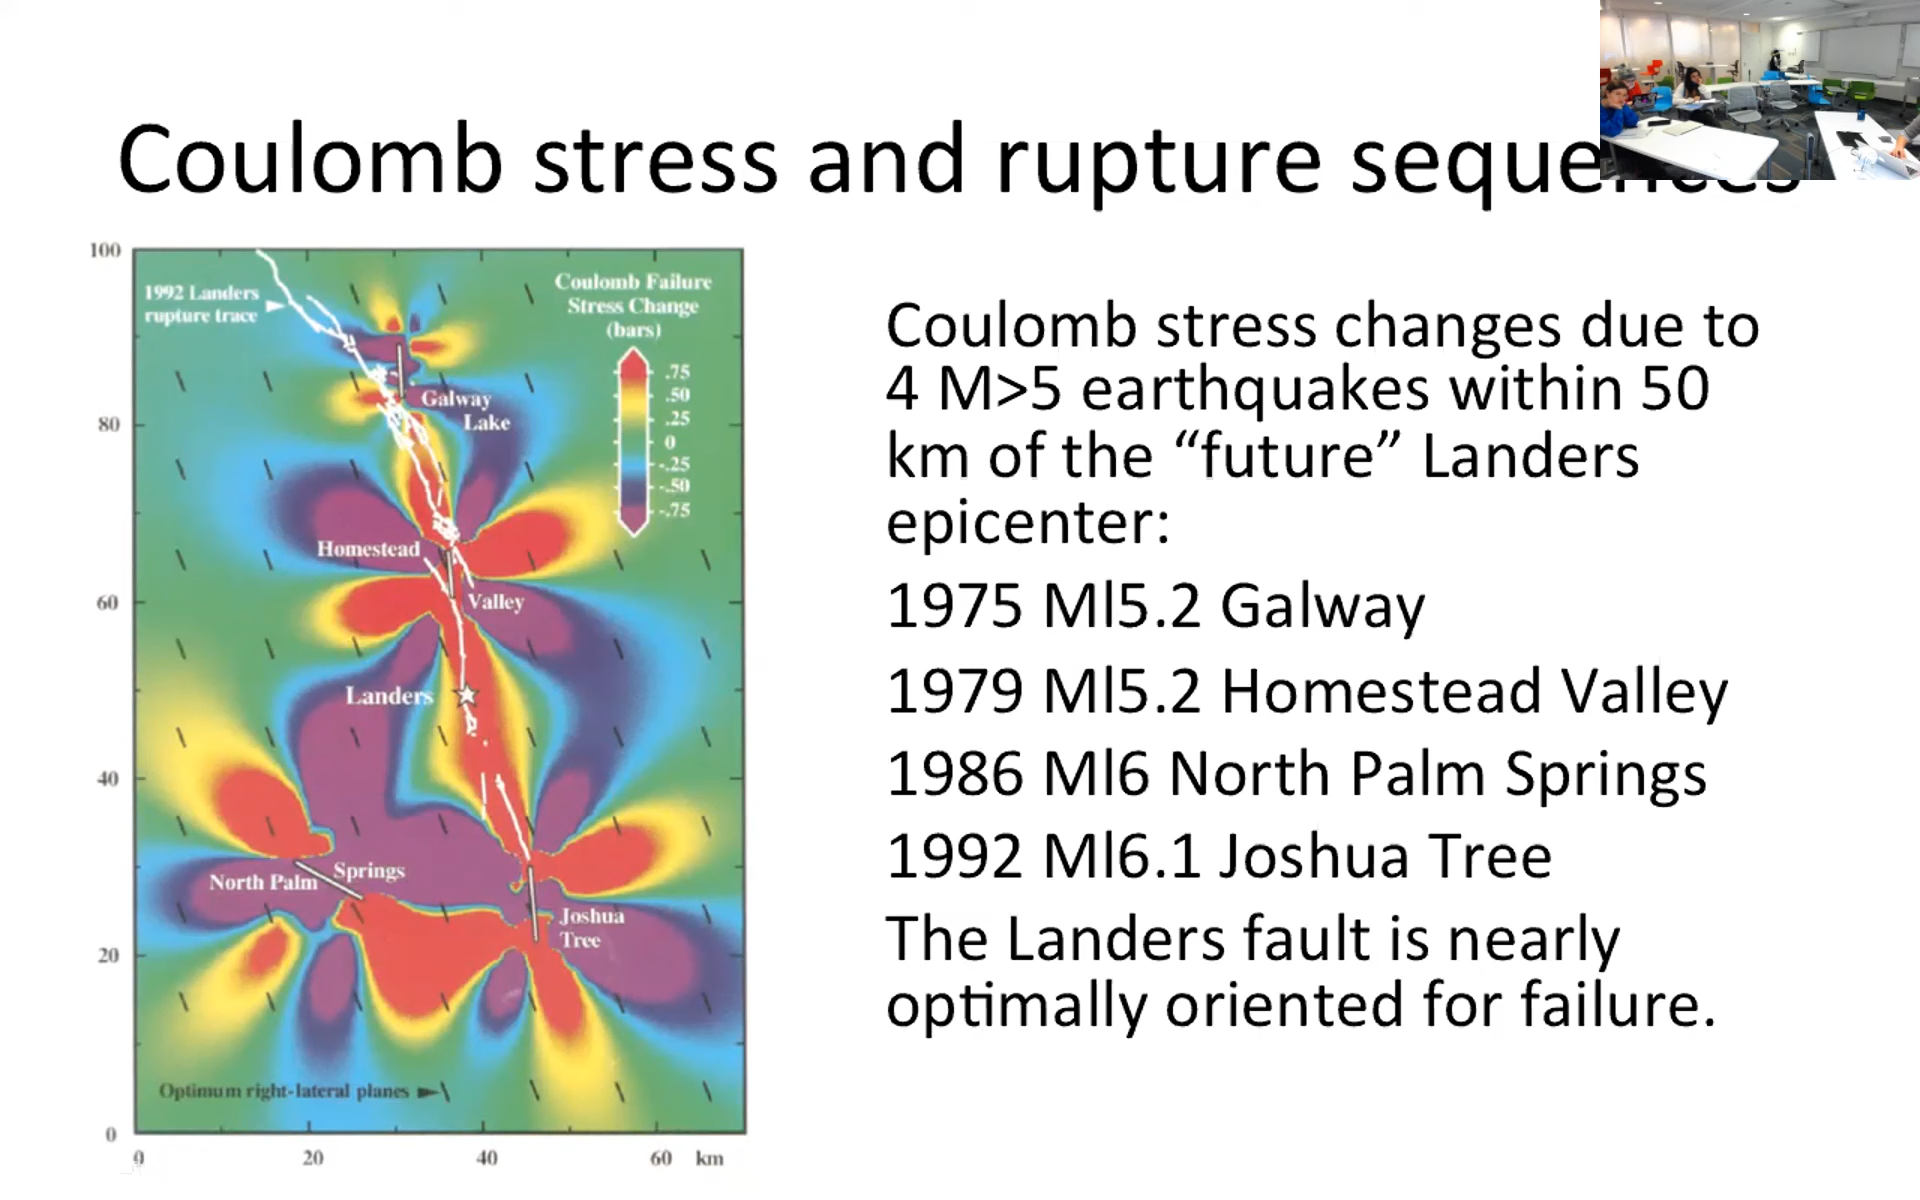 Coulomb stress and rupture sequences
100
80
60
40
20
0
0
20
40
60
km
1992 Landers
rupture trace
Coulomb Failure
Stress Change
(bars)
.75
.50
.25
0
-.25
-.50
-.75
Galway
Lake
Homestead
Valley
Landers
North Palm
Springs
Joshua
Tree
Optimum right-lateral planes
Coulomb stress changes due to
4 M>5 earthquakes within 50
km of the “future” Landers
epicenter:
1975 Ml5.2 Galway
1979 Ml5.2 Homestead Valley
1986 Ml6 North Palm Springs
1992 Ml6.1 Joshua Tree
The Landers fault is nearly
optimally oriented for failure.